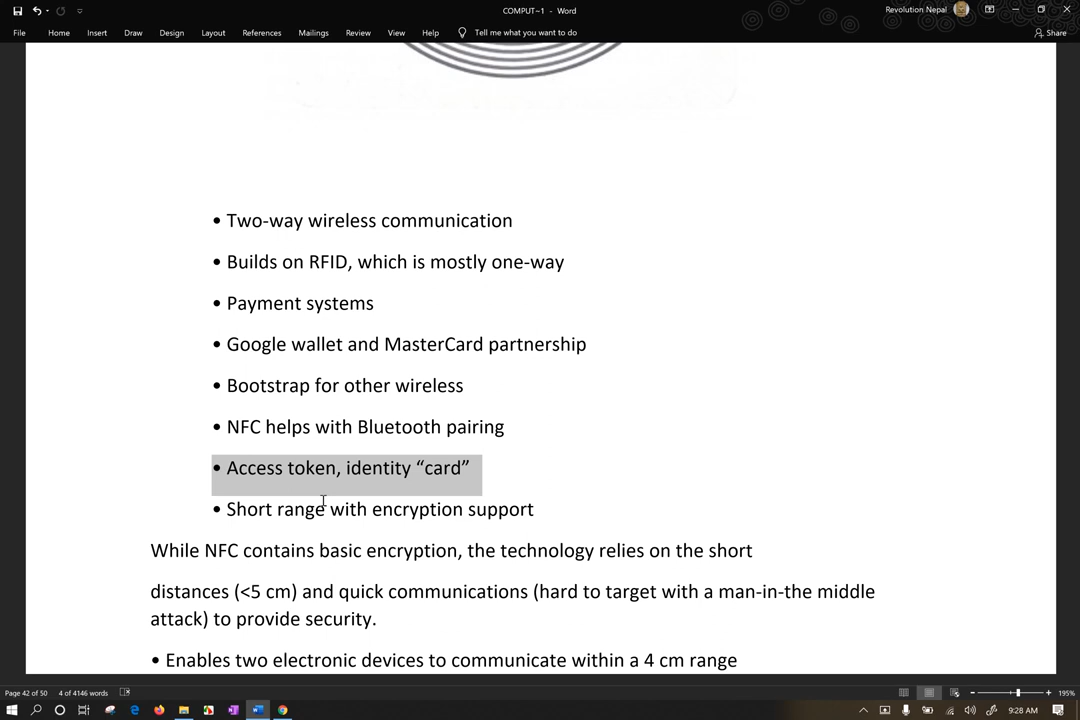 COMPUT~1 - Word
Revolution Nepal
File Home Insert Draw Design Layout References Mailings Review View Help Tell me what you want to do Share
• Two-way wireless communication
• Builds on RFID, which is mostly one-way
• Payment systems
• Google wallet and MasterCard partnership
• Bootstrap for other wireless
• NFC helps with Bluetooth pairing
• Access token, identity “card”
• Short range with encryption support
While NFC contains basic encryption, the technology relies on the short
distances (<5 cm) and quick communications (hard to target with a man-in-the middle
attack) to provide security.
• Enables two electronic devices to communicate within a 4 cm range
Page 42 of 50 4 of 4146 words 195%
9:28 AM